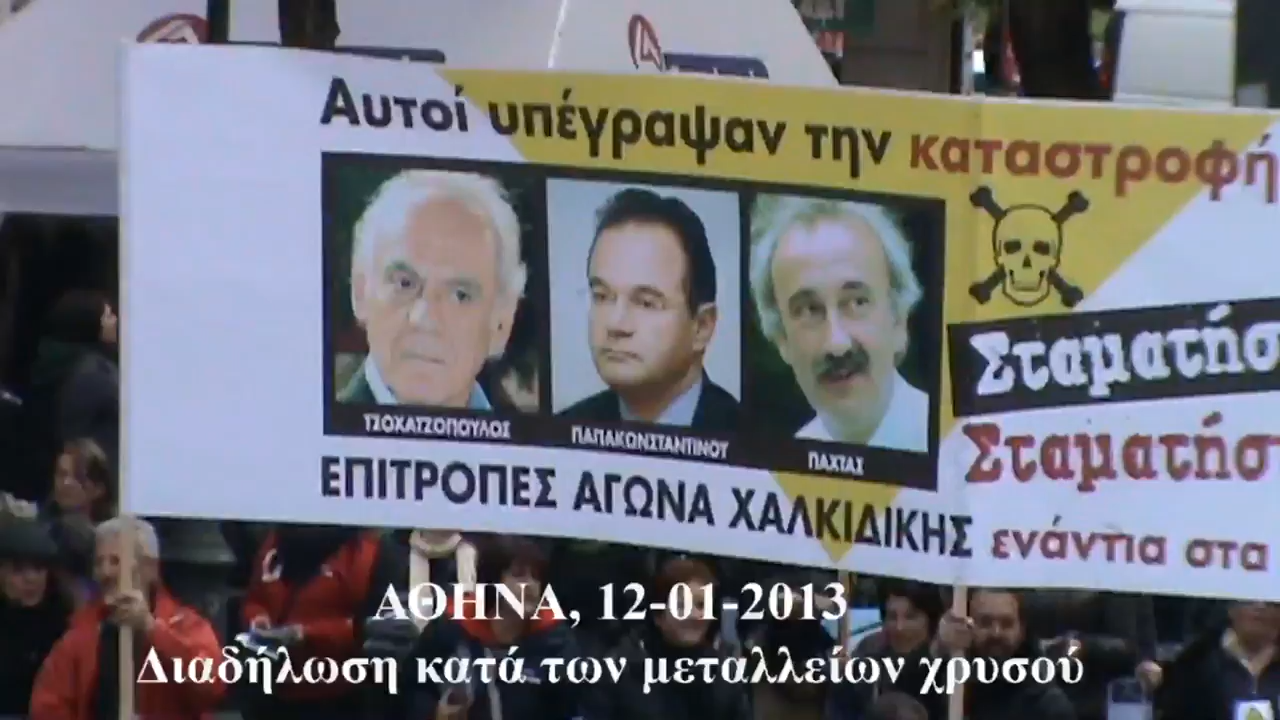 Αυτοί υπέγραψαν την καταστροφή
ΤΣΟΧΑΤΖΟΠΟΥΛΟΣ
ΠΑΠΑΚΩΝΣΤΑΝΤΙΝΟΥ
ΠΑΧΤΑΣ
Σταματήσ
Σταματήσ
ΕΠΙΤΡΟΠΕΣ ΑΓΩΝΑ ΧΑΛΚΙΔΙΚΗΣ ενάντια στα
ΑΘΗΝΑ, 12-01-2013
Διαδήλωση κατά των μεταλλείων χρυσού